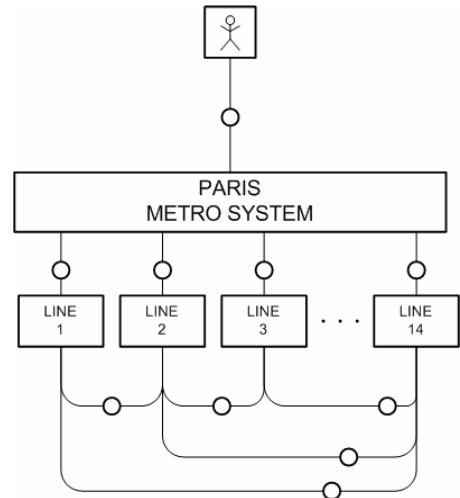 PARIS
METRO SYSTEM
LINE
1
LINE
2
LINE
3
. . .
LINE
14